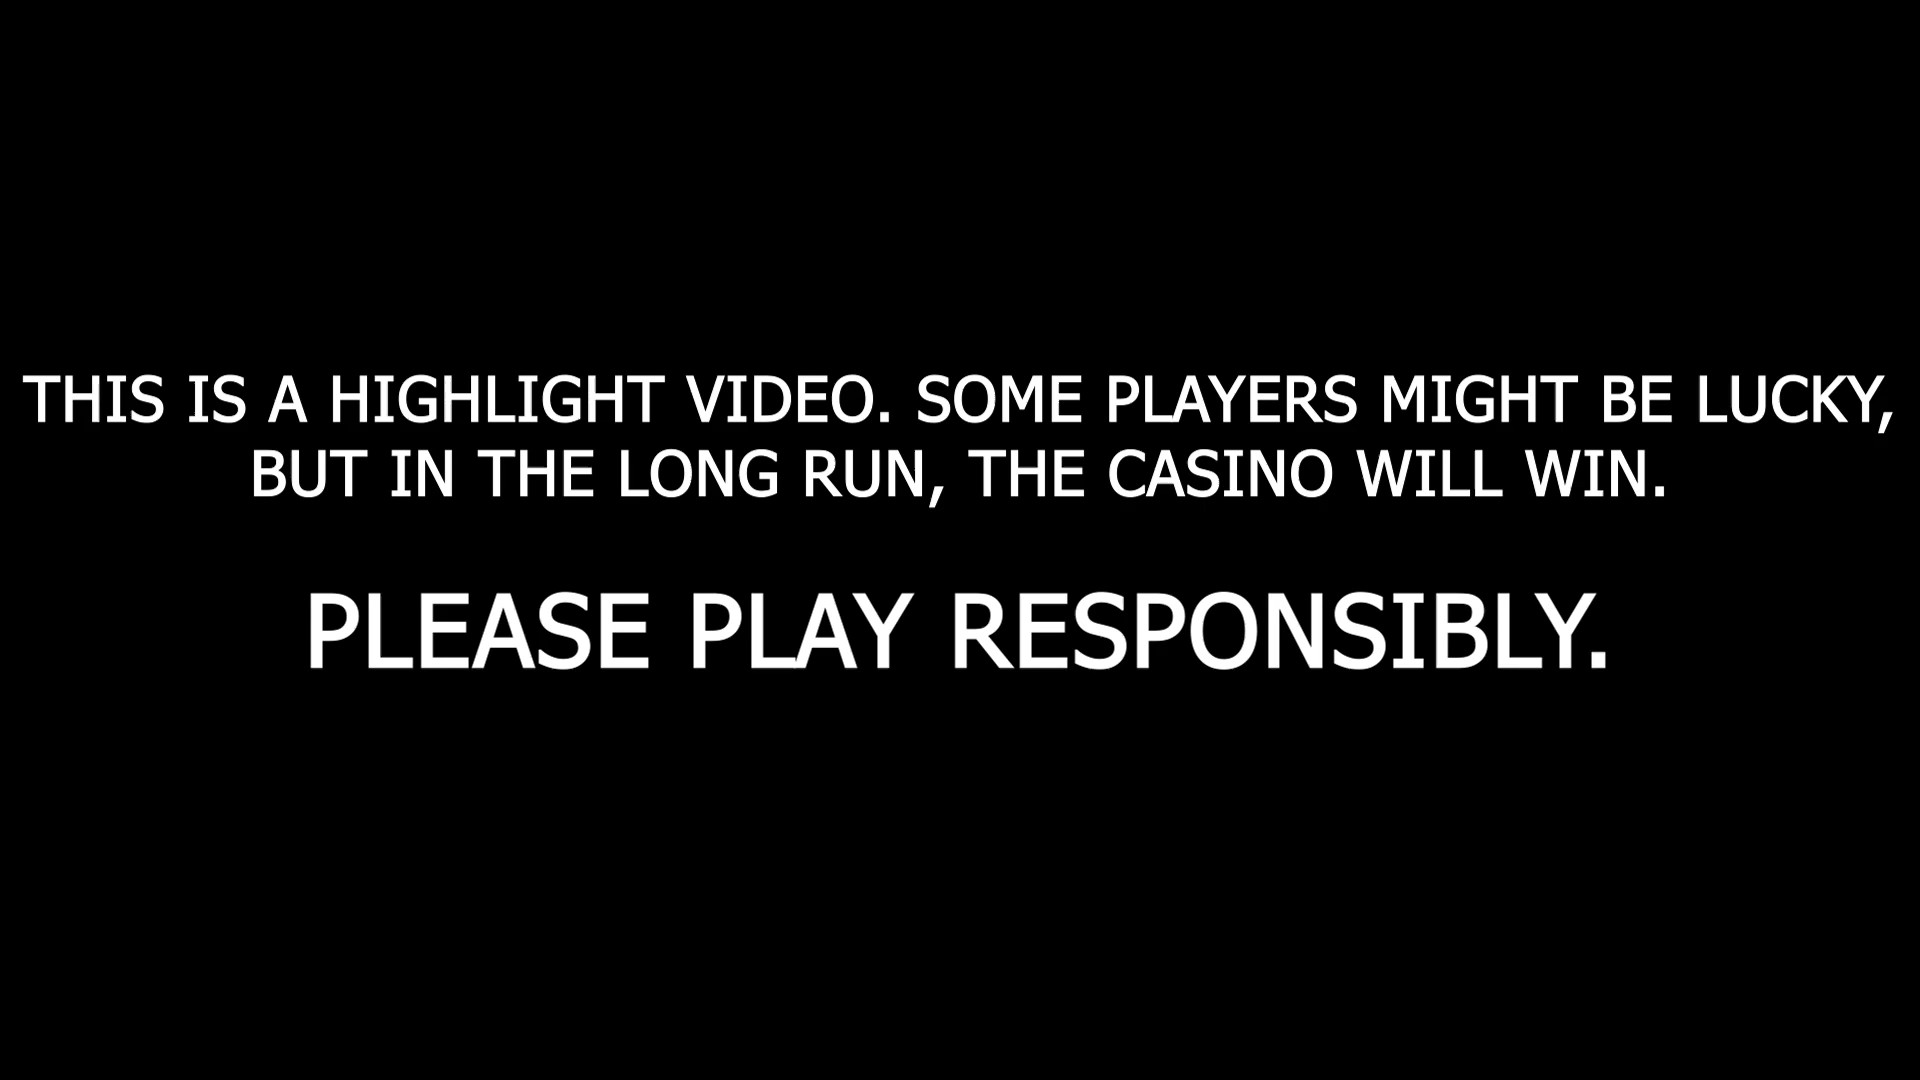 THIS IS A HIGHLIGHT VIDEO. SOME PLAYERS MIGHT BE LUCKY,
BUT IN THE LONG RUN, THE CASINO WILL WIN.
PLEASE PLAY RESPONSIBLY.